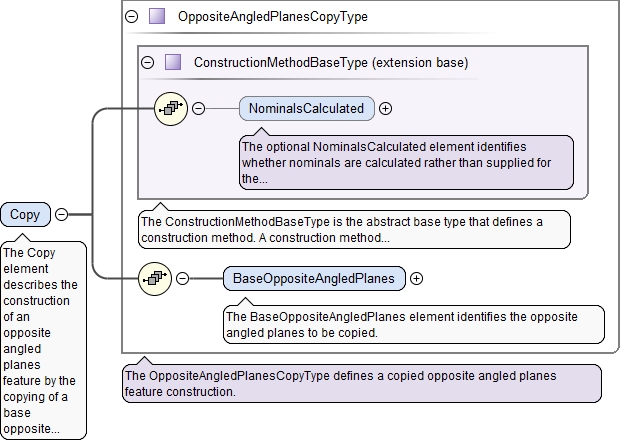 OppositeAngledPlanesCopyType
ConstructionMethodBaseType (extension base)
NominalsCalculated
The optional NominalsCalculated element identifies
whether nominals are calculated rather than supplied for
the...
Copy
The ConstructionMethodBaseType is the abstract base type that defines a
construction method. A construction method...
The Copy
element
describes the
construction
of an
opposite
angled
planes
feature by the
copying of a
base
opposite...
BaseOppositeAngledPlanes
The BaseOppositeAngledPlanes element identifies the opposite
angled planes to be copied.
The OppositeAngledPlanesCopyType defines a copied opposite angled planes
feature construction.